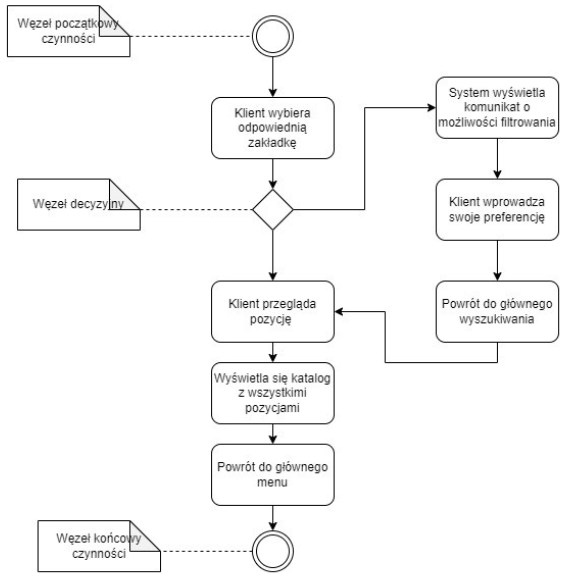 Węzeł początkowy
czynności
Klient wybiera
odpowiednią
zakładkę
System wyświetla
komunikat o
możliwości filtrowania
Węzeł decyzyjny
Klient wprowadza
swoje preferencję
Klient przegląda
pozycję
Powrót do głównego
wyszukiwania
Wyświetla się katalog
z wszystkimi
pozycjami
Powrót do głównego
menu
Węzeł końcowy
czynności